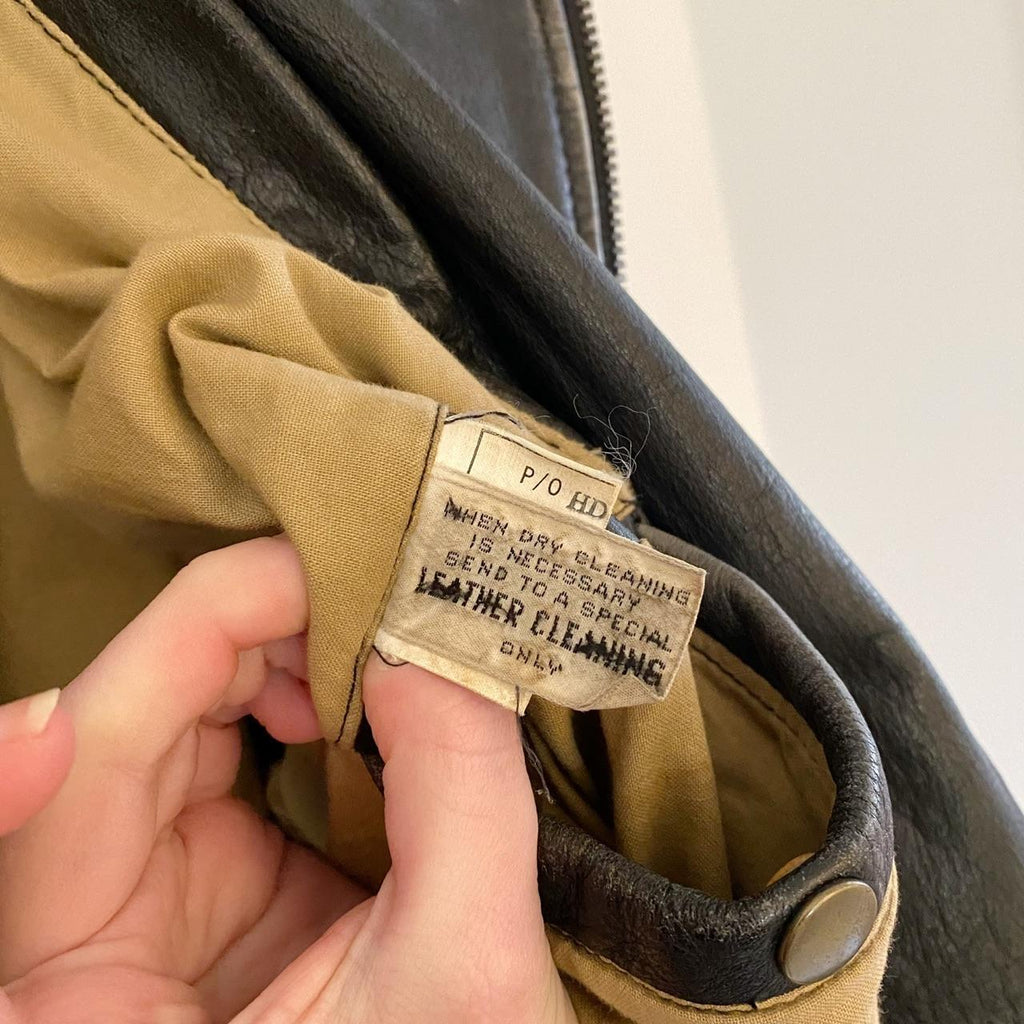 P/O HD
WHEN DRY CLEANING
IS NECESSARY
SEND TO A SPECIAL
LEATHER CLEANING
ONLY